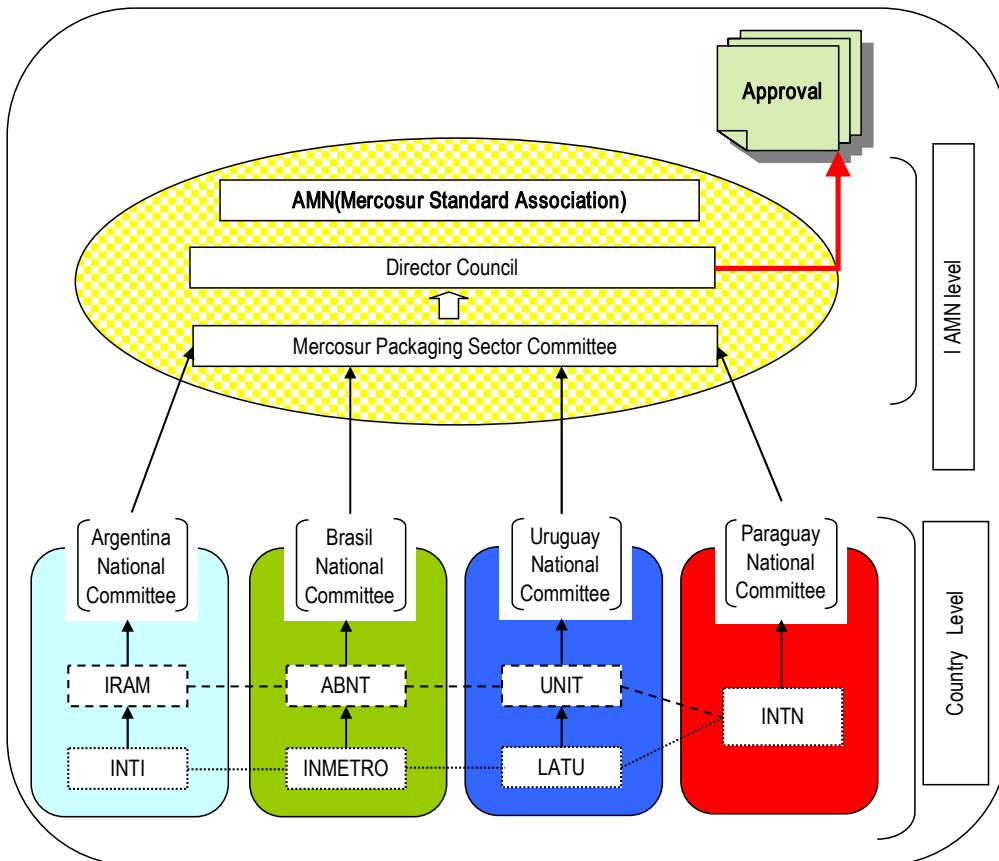 Approval
AMN(Mercosur Standard Association)
Director Council
Mercosur Packaging Sector Committee
I AMN level
Argentina
National
Committee
Brasil
National
Committee
Uruguay
National
Committee
Paraguay
National
Committee
IRAM
ABNT
UNIT
INTN
INTI
INMETRO
LATU
Country Level